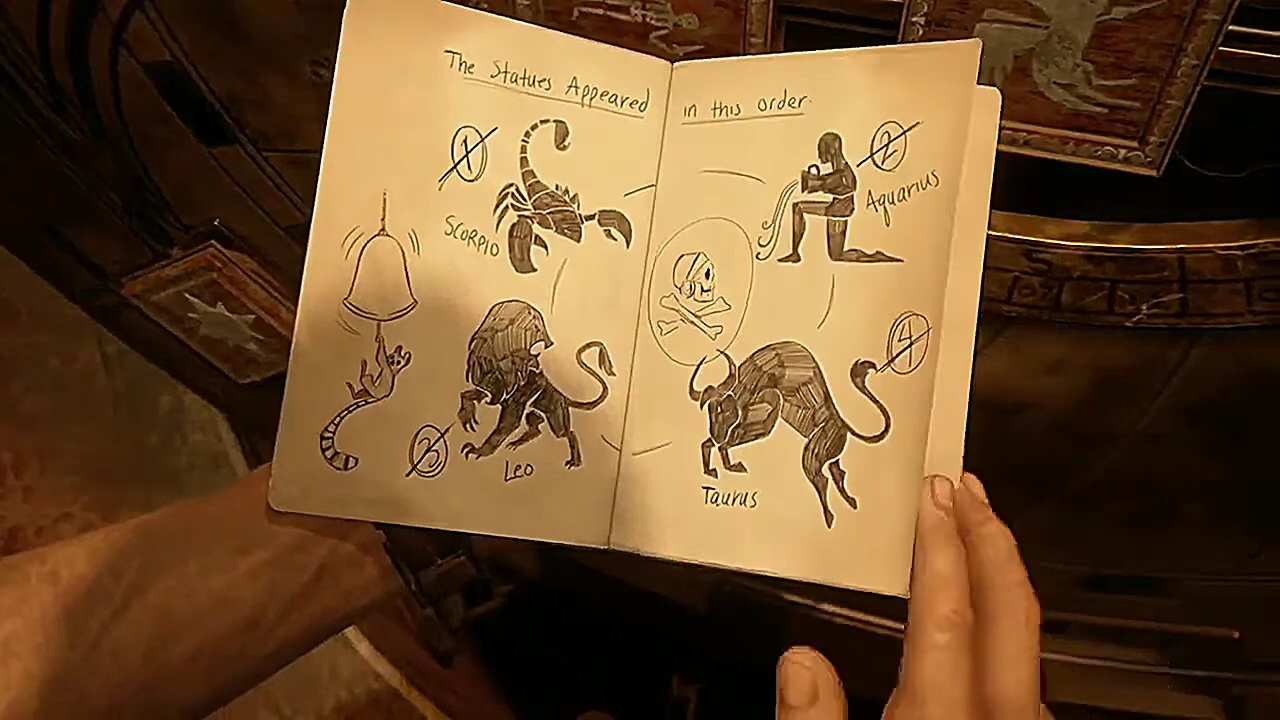 The Statues Appeared
in this order.
1
SCORPIO
2
Aquarius
3
Leo
4
Taurus